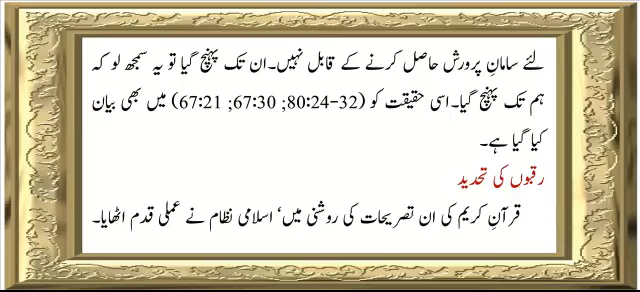 لئے سامانِ پرورش حاصل کرنے کے قابل نہیں۔ ان تک پہنچ گیا تو یہ سمجھ لو کہ
ہم تک پہنچ گیا۔ اسی حقیقت کو (80:24-32; 67:30; 67:21) میں بھی بیان
کیا گیا ہے۔
رقبوں کی تحدید
قرآنِ کریم کی ان تصریحات کی روشنی میں‘ اسلامی نظام نے عملی قدم اٹھایا۔